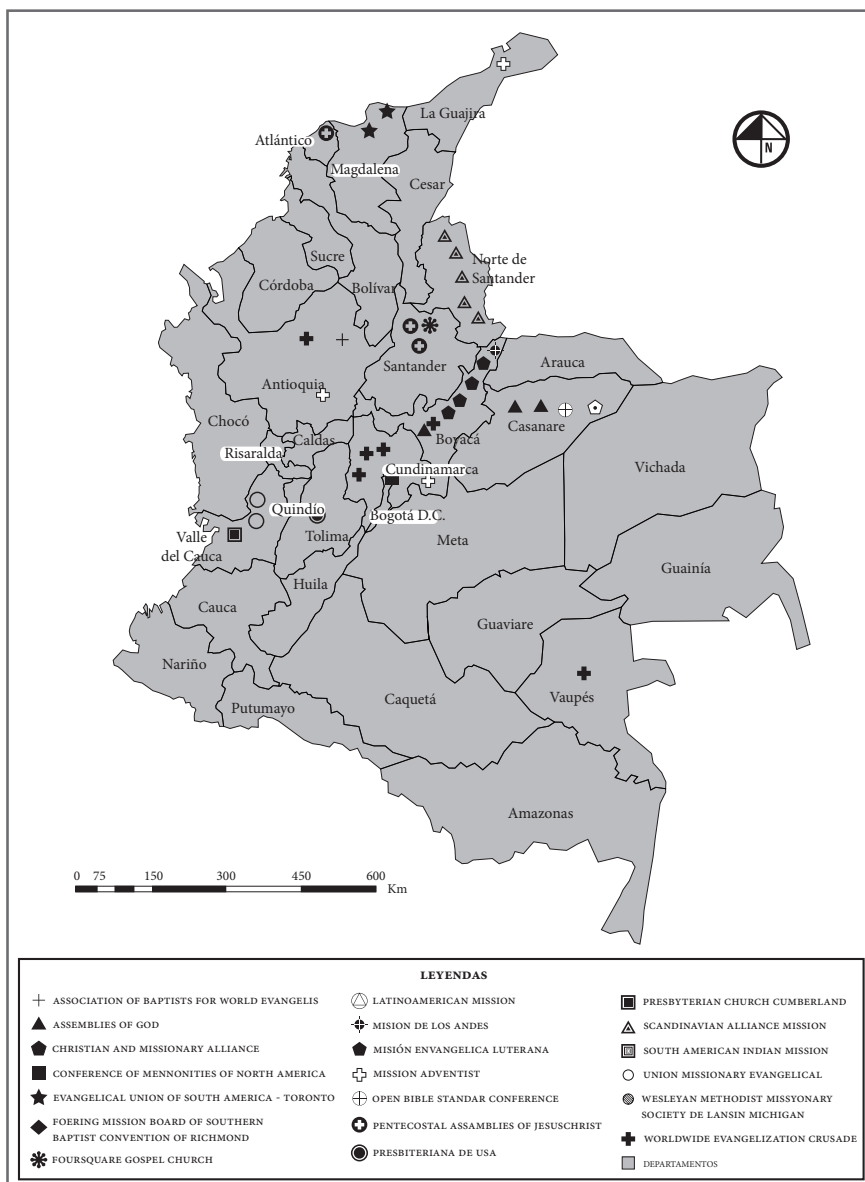 La Guajira
Atlántico
Magdalena
Cesar
N
Sucre
Norte de
Santander
Córdoba
Bolívar
Santander
Arauca
Antioquia
Chocó
Caldas
Boyacá
Casanare
Risaralda
Cundinamarca
Vichada
Quindío
Bogotá D.C.
Tolima
Valle
del Cauca
Meta
Guainía
Huila
Cauca
Guaviare
Nariño
Vaupés
Caquetá
Putumayo
Amazonas
0 75 150 300 450 600
Km
LEYENDAS
ASSOCIATION OF BAPTISTS FOR WORLD EVANGELIS
ASSEMBLIES OF GOD
CHRISTIAN AND MISSIONARY ALLIANCE
CONFERENCE OF MENNONITIES OF NORTH AMERICA
EVANGELICAL UNION OF SOUTH AMERICA - TORONTO
FOERING MISSION BOARD OF SOUTHERN
BAPTIST CONVENTION OF RICHMOND
FOURSQUARE GOSPEL CHURCH
LATINOAMERICAN MISSION
MISION DE LOS ANDES
MISIÓN ENVANGELICA LUTERANA
MISSION ADVENTIST
OPEN BIBLE STANDAR CONFERENCE
PENTECOSTAL ASSAMBLIES OF JESUSCHRIST
PRESBITERIANA DE USA
PRESBYTERIAN CHURCH CUMBERLAND
SCANDINAVIAN ALLIANCE MISSION
SOUTH AMERICAN INDIAN MISSION
UNION MISSIONARY EVANGELICAL
WESLEYAN METHODIST MISSYONARY
SOCIETY DE LANSIN MICHIGAN
WORLDWIDE EVANGELIZATION CRUSADE
DEPARTAMENTOS